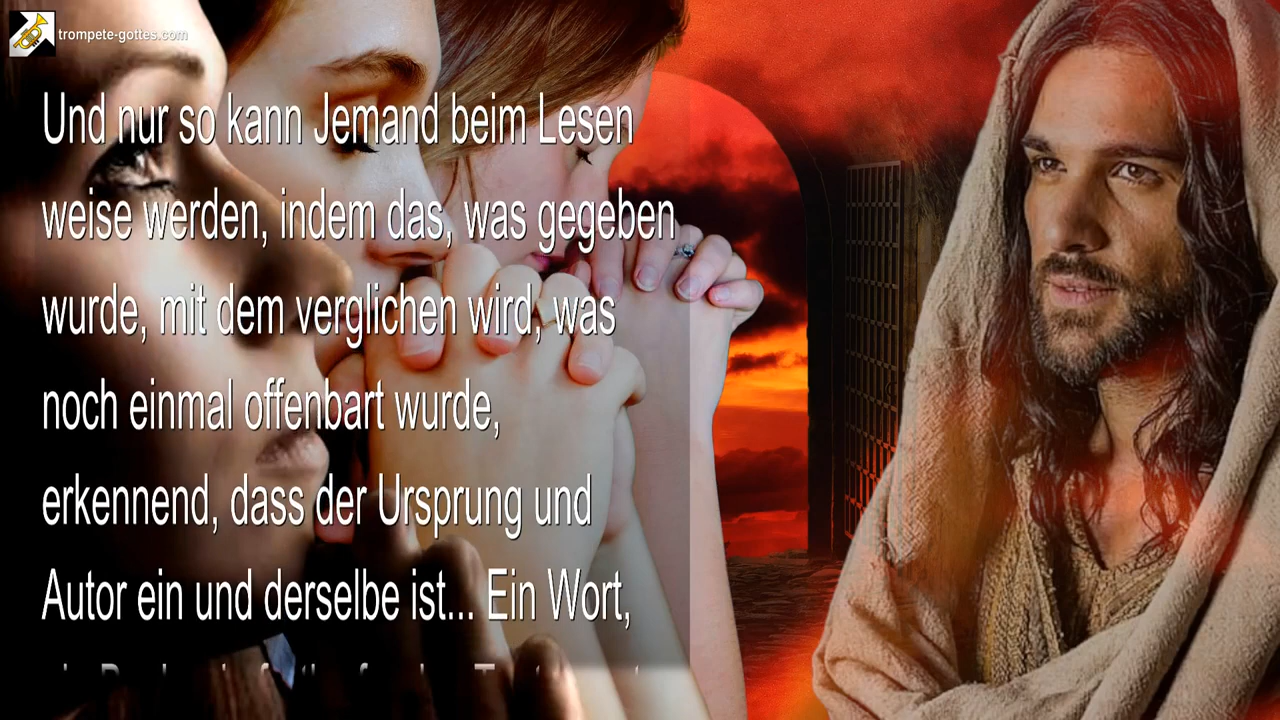 trompete-gottes.com
Und nur so kann Jemand beim Lesen
weise werden, indem das, was gegeben
wurde, mit dem verglichen wird, was
noch einmal offenbart wurde,
erkennend, dass der Ursprung und
Autor ein und derselbe ist... Ein Wort,